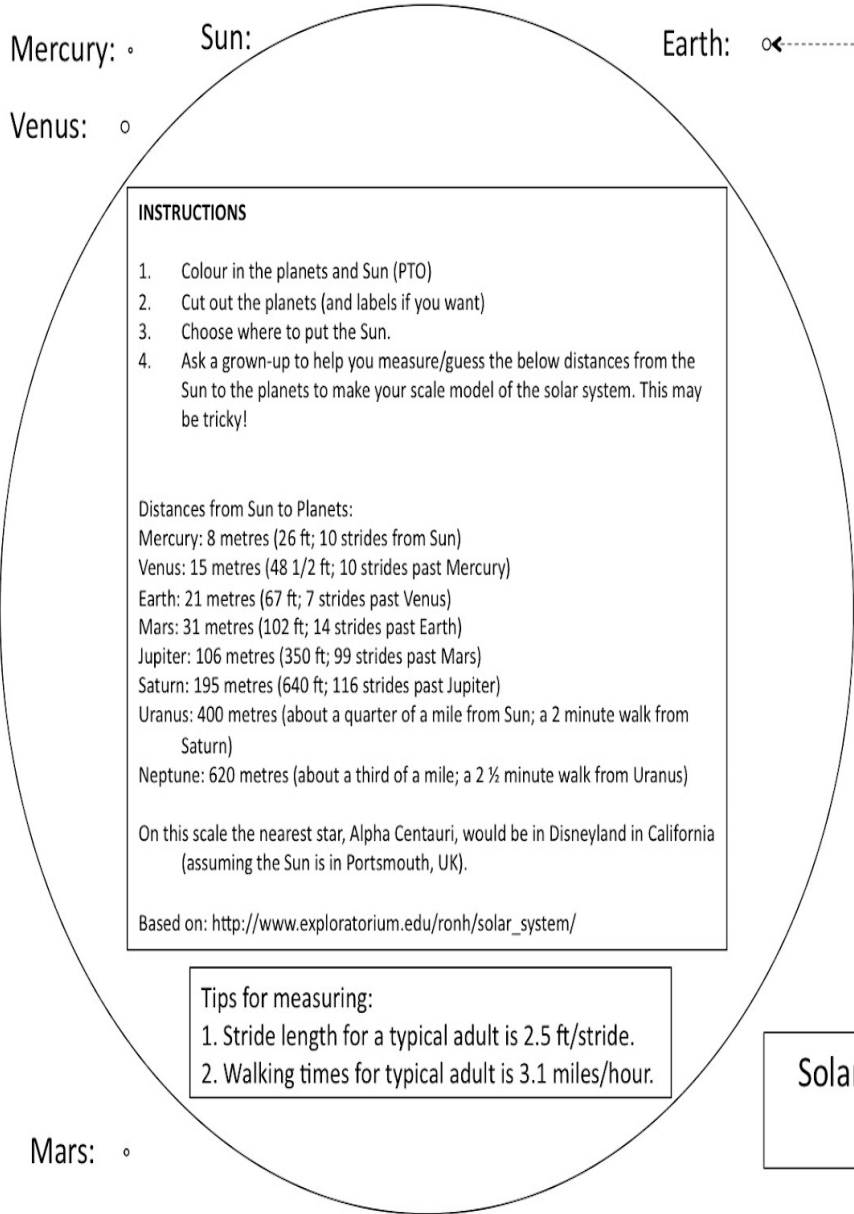 Mercury:
Sun:
Earth:
Venus:
INSTRUCTIONS
1. Colour in the planets and Sun (PTO)
2. Cut out the planets (and labels if you want)
3. Choose where to put the Sun.
4. Ask a grown-up to help you measure/guess the below distances from the
Sun to the planets to make your scale model of the solar system. This may
be tricky!
Distances from Sun to Planets:
Mercury: 8 metres (26 ft; 10 strides from Sun)
Venus: 15 metres (48 1/2 ft; 10 strides past Mercury)
Earth: 21 metres (67 ft; 7 strides past Venus)
Mars: 31 metres (102 ft; 14 strides past Earth)
Jupiter: 106 metres (350 ft; 99 strides past Mars)
Saturn: 195 metres (640 ft; 116 strides past Jupiter)
Uranus: 400 metres (about a quarter of a mile from Sun; a 2 minute walk from
Saturn)
Neptune: 620 metres (about a third of a mile; a 2 ½ minute walk from Uranus)
On this scale the nearest star, Alpha Centauri, would be in Disneyland in California
(assuming the Sun is in Portsmouth, UK).
Based on: http://www.exploratorium.edu/ronh/solar_system/
Tips for measuring:
1. Stride length for a typical adult is 2.5 ft/stride.
2. Walking times for typical adult is 3.1 miles/hour.
Mars: